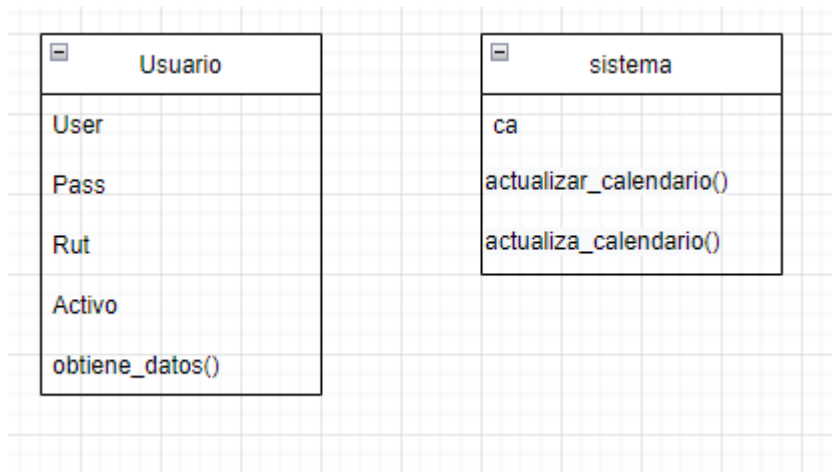 Usuario
User
Pass
Rut
Activo
obtiene_datos()
sistema
ca
actualizar_calendario()
actualiza_calendario()